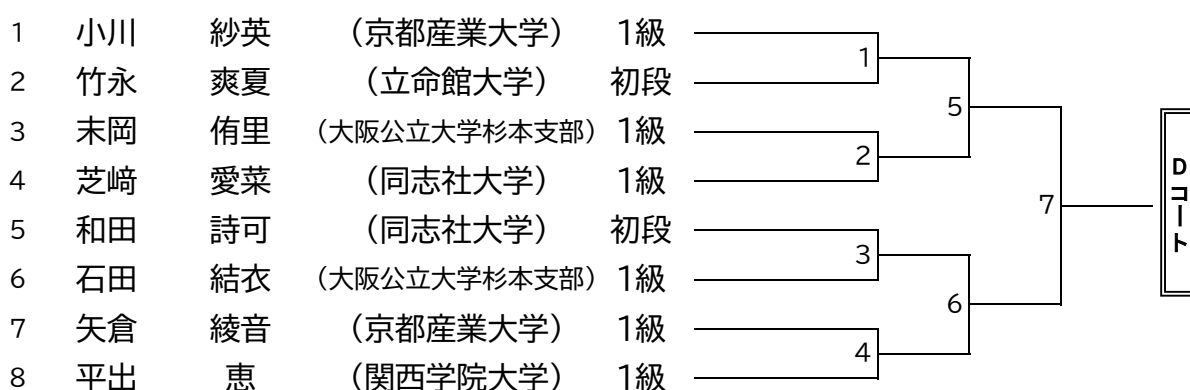 1 小川 紗英 （京都産業大学） 1級
2 竹永 爽夏 （立命館大学） 初段
3 末岡 侑里 （大阪公立大学杉本支部） 1級
4 芝﨑 愛菜 （同志社大学） 1級
5 和田 詩可 （同志社大学） 初段
6 石田 結衣 （大阪公立大学杉本支部） 1級
7 矢倉 綾音 （京都産業大学） 1級
8 平出 恵 （関西学院大学） 1級
1
2
3
4
5
6
7
Dコート